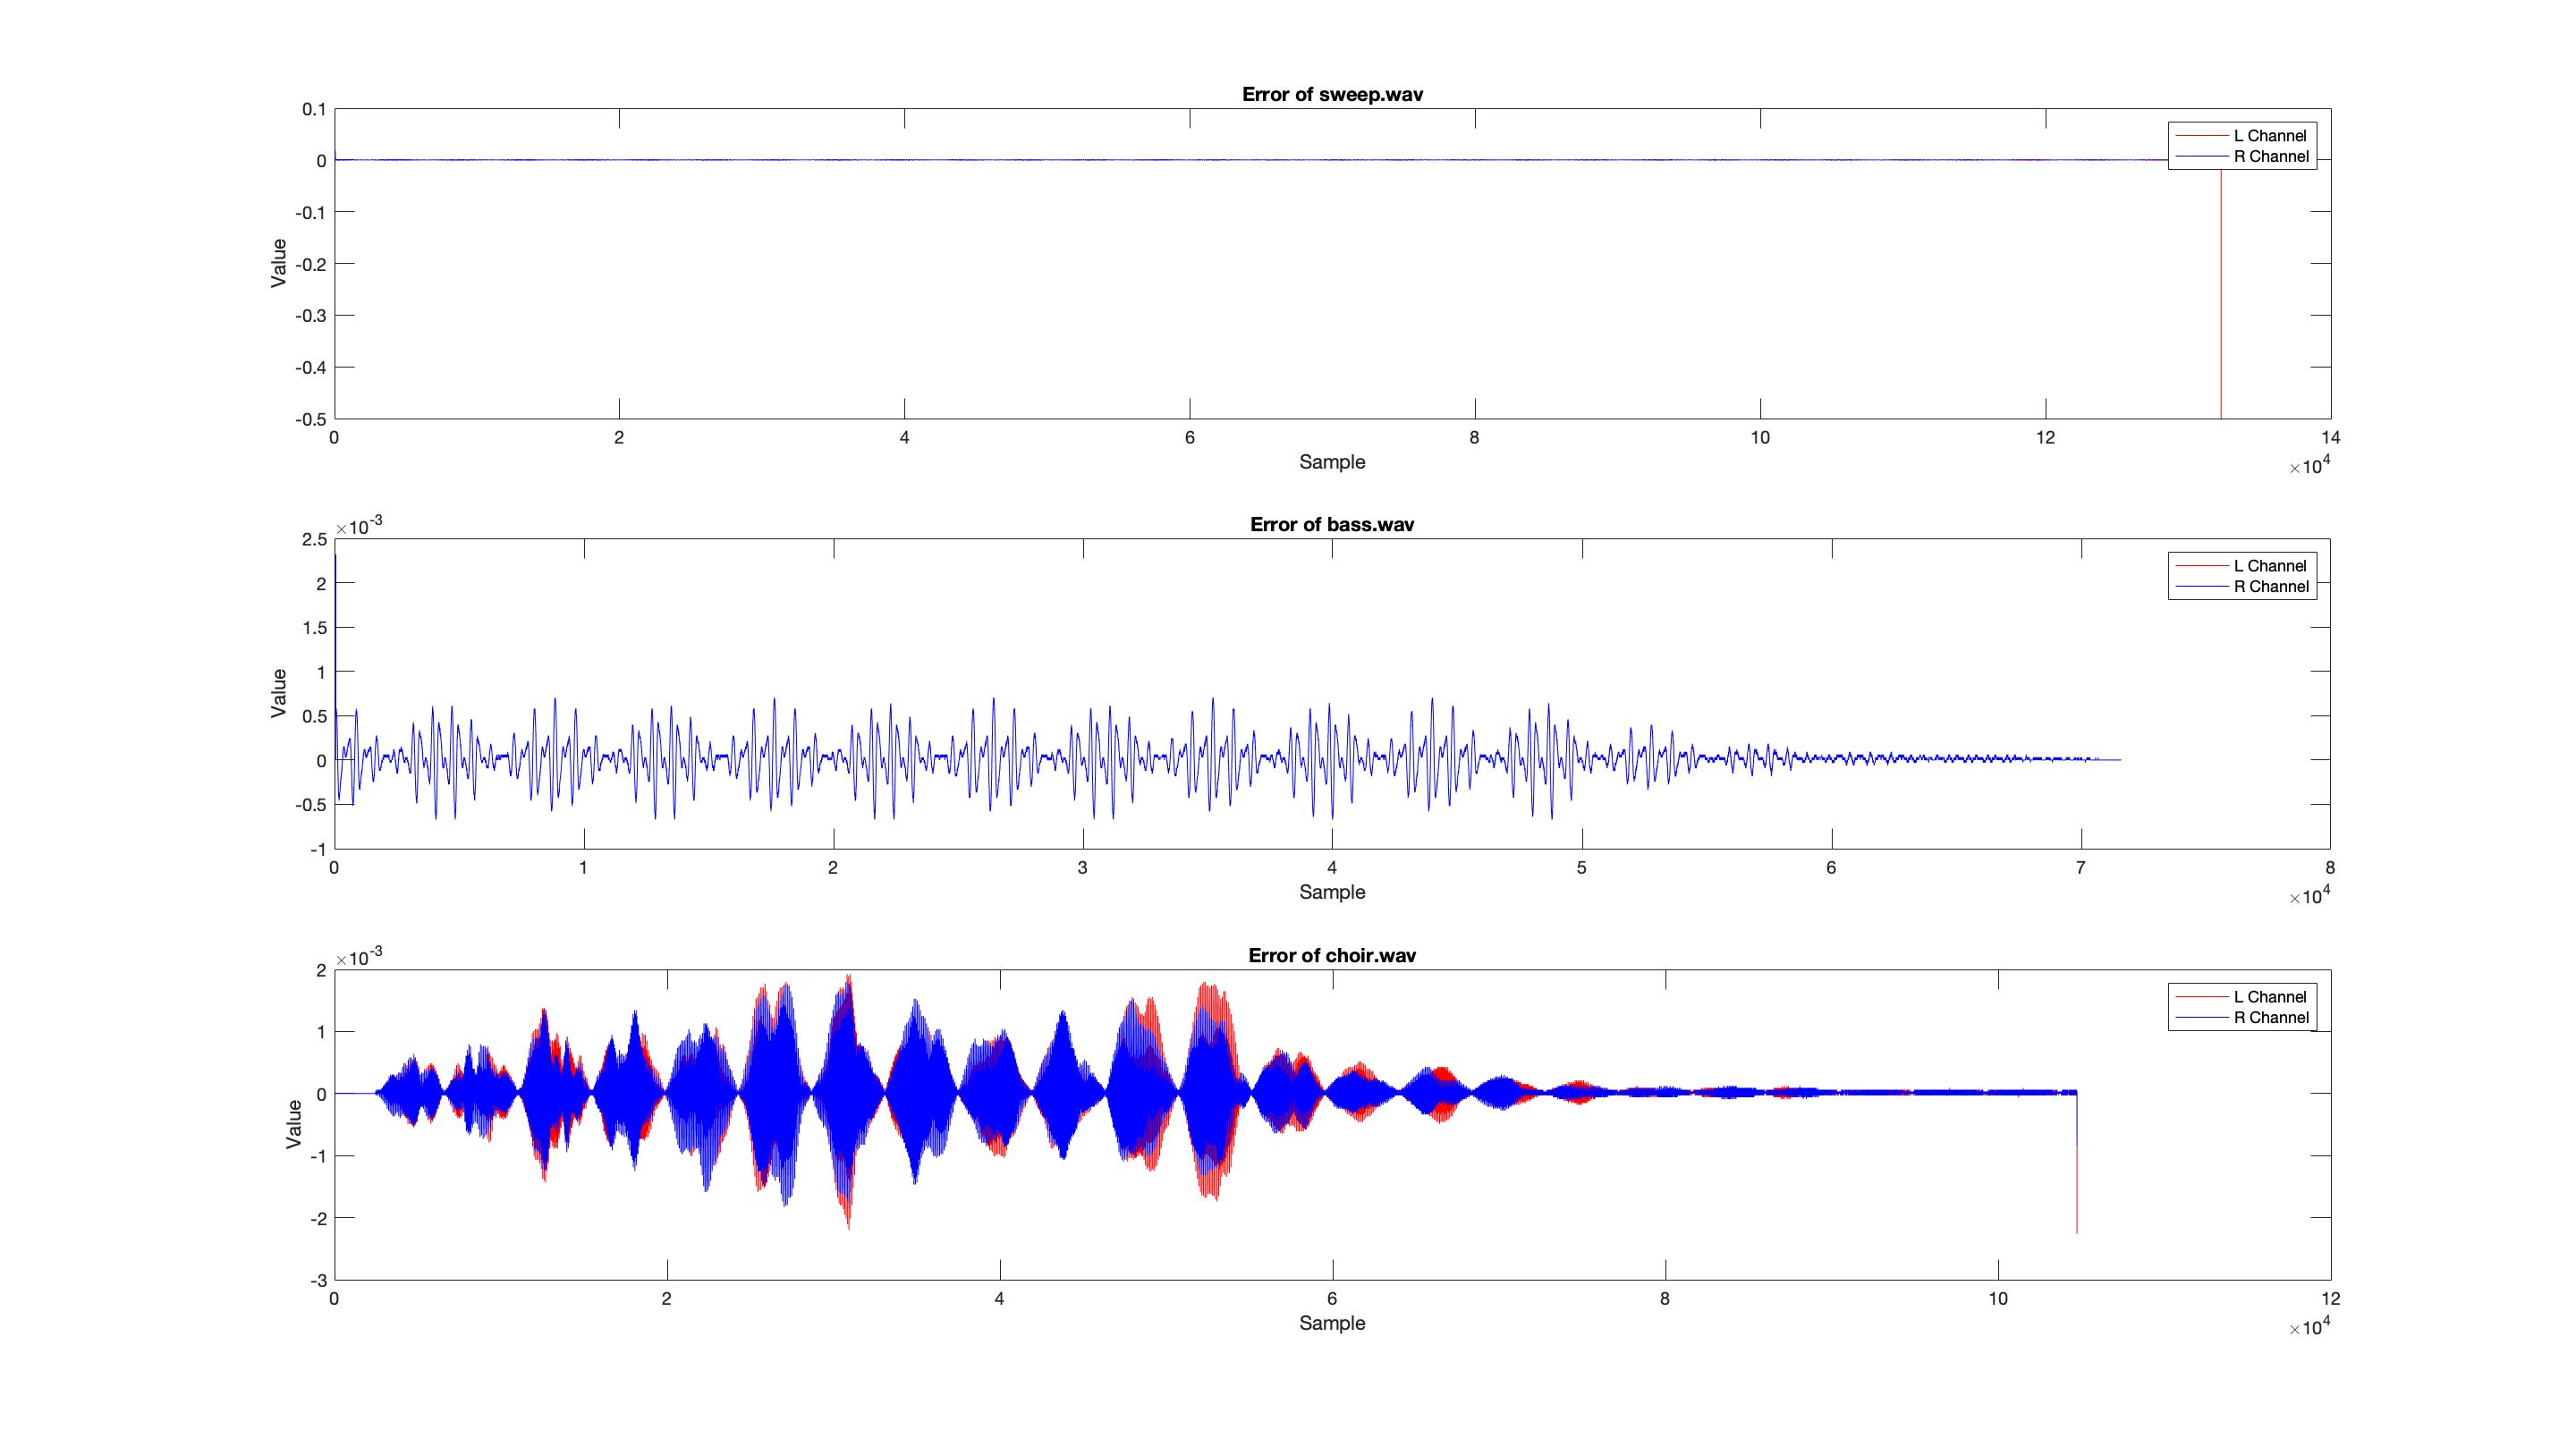 Error of sweep.wav
0.1
0
-0.1
-0.2
-0.3
-0.4
-0.5
Value
L Channel
R Channel
0 2 4 6 8 10 12 14
Sample
×10^4
Error of bass.wav
×10^-3
2.5
2
1.5
1
0.5
0
-0.5
-1
Value
L Channel
R Channel
0 1 2 3 4 5 6 7 8
Sample
×10^4
Error of choir.wav
×10^-3
2
1
0
-1
-2
-3
Value
L Channel
R Channel
0 2 4 6 8 10 12
Sample
×10^4